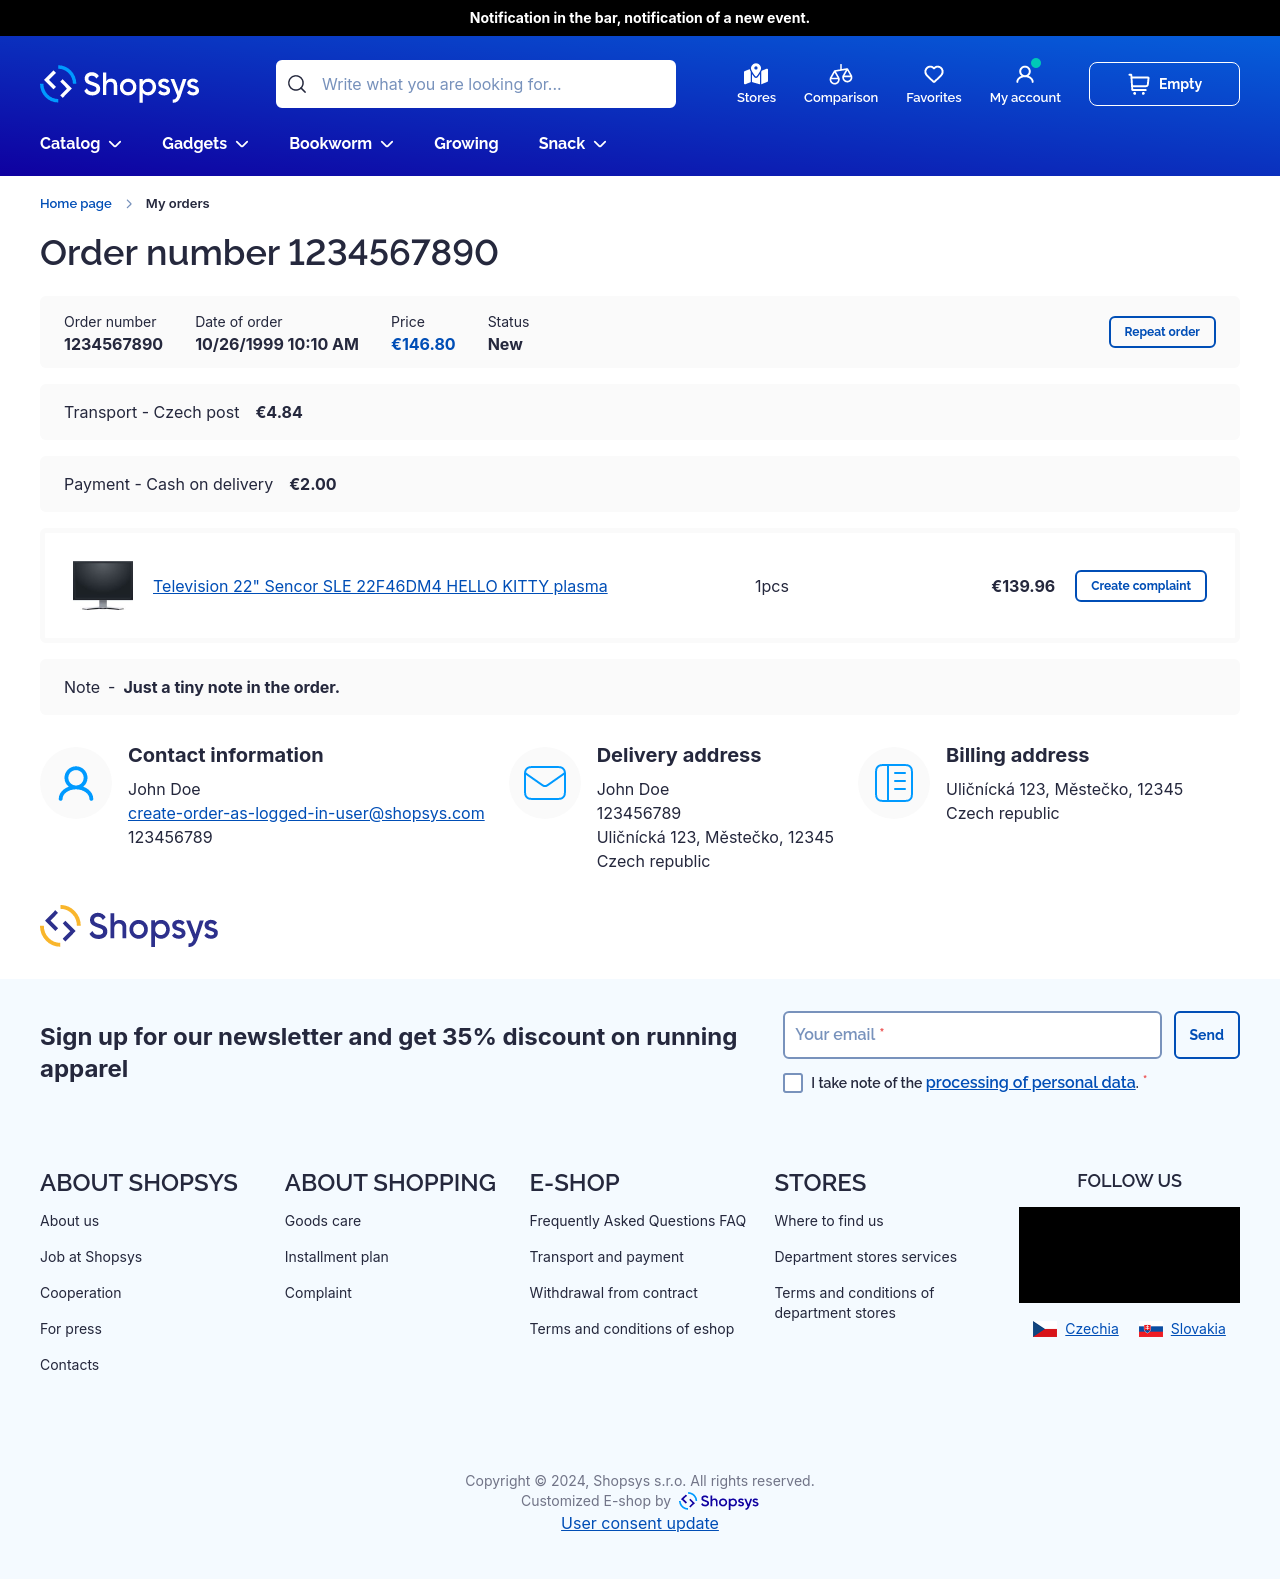 Notification in the bar, notification of a new event.
Shopsys
Write what you are looking for...
Stores
Comparison
Favorites
My account
Empty
Catalog
Gadgets
Bookworm
Growing
Snack
Home page
My orders
Order number 1234567890
Order number
1234567890
Date of order
10/26/1999 10:10 AM
Price
€146.80
Status
New
Repeat order
Transport - Czech post €4.84
Payment - Cash on delivery €2.00
Television 22" Sencor SLE 22F46DM4 HELLO KITTY plasma
1pcs
€139.96
Create complaint
Note - Just a tiny note in the order.
Contact information
John Doe
create-order-as-logged-in-user@shopsys.com
123456789
Delivery address
John Doe
123456789
Uličnícká 123, Městečko, 12345
Czech republic
Billing address
Uličnícká 123, Městečko, 12345
Czech republic
Shopsys
Sign up for our newsletter and get 35% discount on running
apparel
Your email *
Send
I take note of the processing of personal data. *
ABOUT SHOPSYS
About us
Job at Shopsys
Cooperation
For press
Contacts
ABOUT SHOPPING
Goods care
Installment plan
Complaint
E-SHOP
Frequently Asked Questions FAQ
Transport and payment
Withdrawal from contract
Terms and conditions of eshop
STORES
Where to find us
Department stores services
Terms and conditions of
department stores
FOLLOW US
Czechia
Slovakia
Copyright © 2024, Shopsys s.r.o. All rights reserved.
Customized E-shop by Shopsys
User consent update